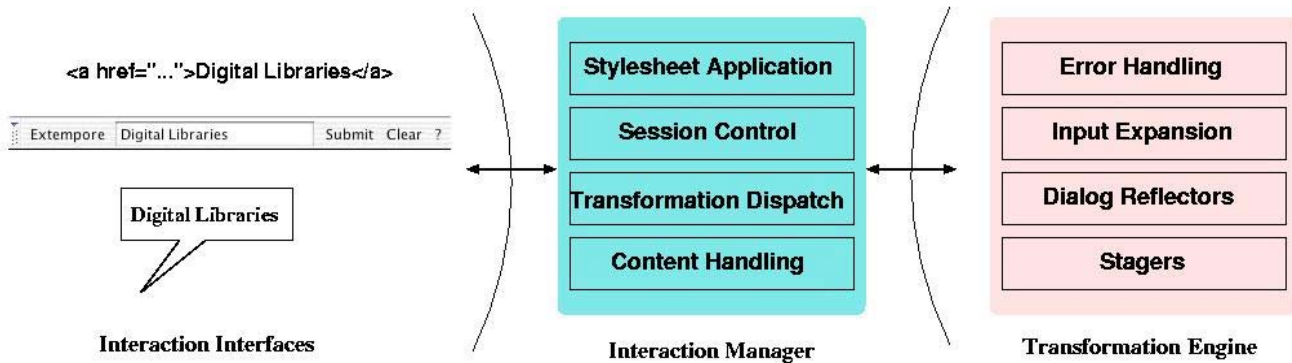 <a href="...">Digital Libraries</a>
Extempore Digital Libraries Submit Clear ?
Digital Libraries
Interaction Interfaces
Stylesheet Application
Session Control
Transformation Dispatch
Content Handling
Interaction Manager
Error Handling
Input Expansion
Dialog Reflectors
Stagers
Transformation Engine